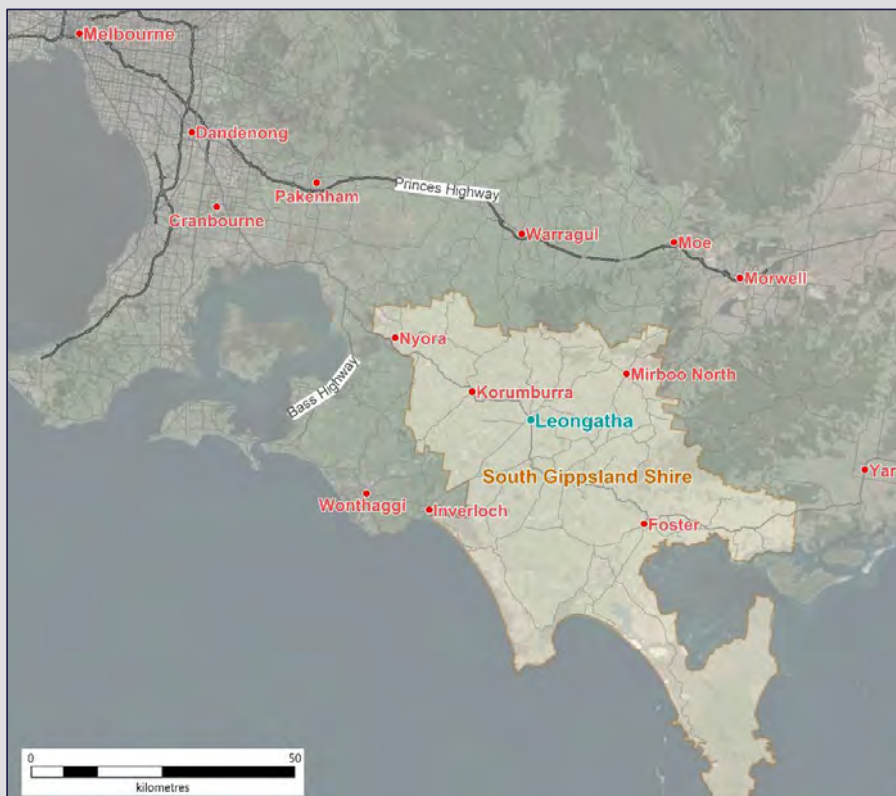 Melbourne
Dandenong
Pakenham
Princes Highway
Cranbourne
Warragul
Moe
Morwell
Nyora
Bass Highway
Korumburra
Mirboo North
Leongatha
Yar
South Gippsland Shire
Wonthaggi
Inverloch
Foster
0 50
kilometres